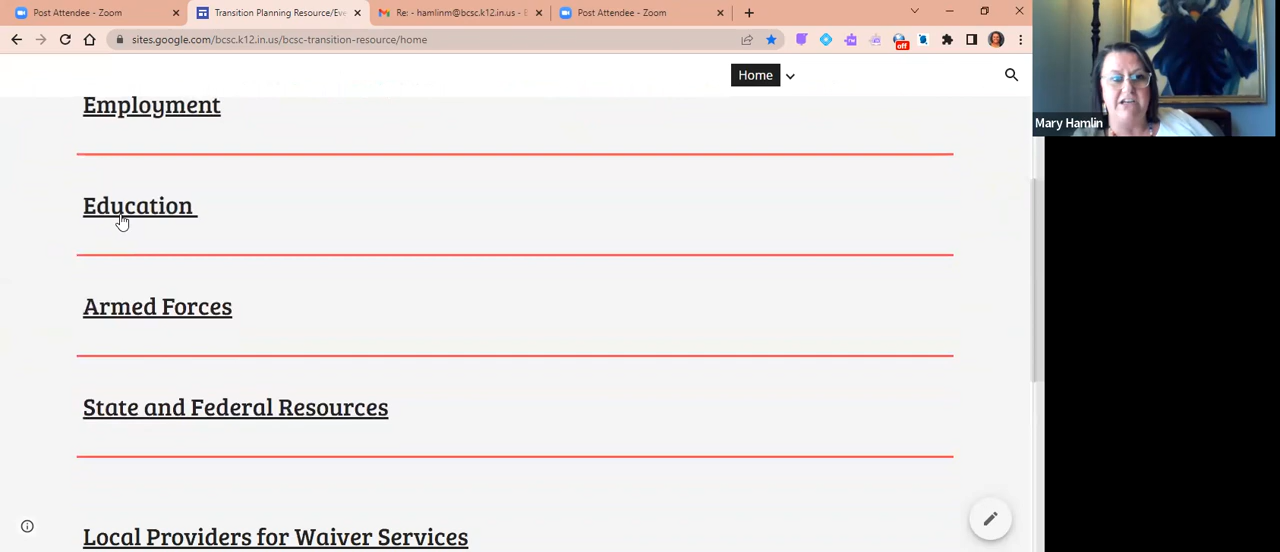 Post Attendee - Zoom
Transition Planning Resource/Eve
Re: - hamlinm@bcsc.k12.in.us -
Post Attendee - Zoom
sites.google.com/bcsc.k12.in.us/bcsc-transition-resource/home
off
Home
Employment
Education
Armed Forces
State and Federal Resources
Local Providers for Waiver Services
Mary Hamlin